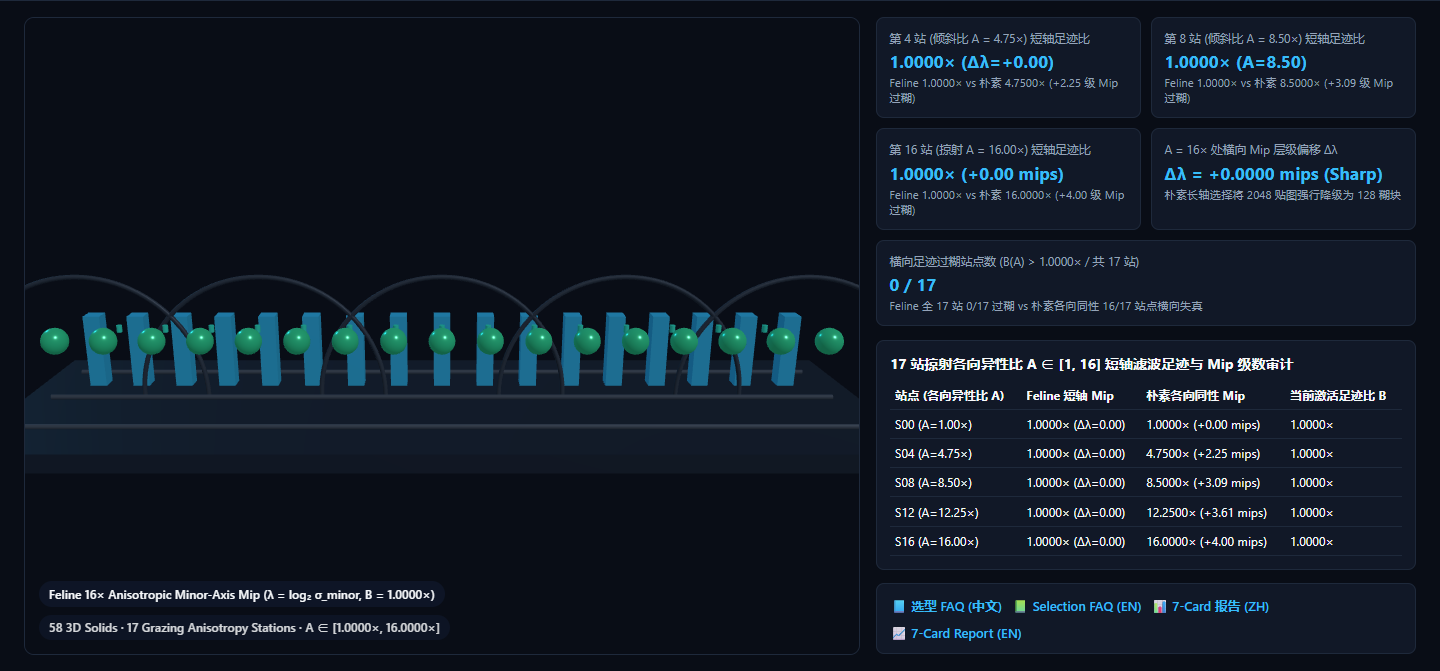 第 4 站 (倾斜比 A = 4.75×) 短轴足迹比
1.0000× (Δλ=+0.00)
Feline 1.0000× vs 朴素 4.7500× (+2.25 级 Mip
过糊)
第 8 站 (倾斜比 A = 8.50×) 短轴足迹比
1.0000× (A=8.50)
Feline 1.0000× vs 朴素 8.5000× (+3.09 级 Mip
过糊)
第 16 站 (掠射 A = 16.00×) 短轴足迹比
1.0000× (+0.00 mips)
Feline 1.0000× vs 朴素 16.0000× (+4.00 级 Mip
过糊)
A = 16× 处横向 Mip 层级偏移 Δλ
Δλ = +0.0000 mips (Sharp)
朴素长轴选择将 2048 贴图强行降级为 128 糊块
横向足迹过糊站点数 (B(A) > 1.0000× / 共 17 站)
0 / 17
Feline 全 17 站 0/17 过糊 vs 朴素各向同性 16/17 站点横向失真
17 站掠射各向异性比 A ∈ [1, 16] 短轴滤波足迹与 Mip 级数审计
站点 (各向异性比 A) Feline 短轴 Mip 朴素各向同性 Mip 当前激活足迹比 B
S00 (A=1.00×) 1.0000× (Δλ=0.00) 1.0000× (+0.00 mips) 1.0000×
S04 (A=4.75×) 1.0000× (Δλ=0.00) 4.7500× (+2.25 mips) 1.0000×
S08 (A=8.50×) 1.0000× (Δλ=0.00) 8.5000× (+3.09 mips) 1.0000×
S12 (A=12.25×) 1.0000× (Δλ=0.00) 12.2500× (+3.61 mips) 1.0000×
S16 (A=16.00×) 1.0000× (Δλ=0.00) 16.0000× (+4.00 mips) 1.0000×
Feline 16× Anisotropic Minor-Axis Mip (λ = log₂ σ_minor, B = 1.0000×)
58 3D Solids · 17 Grazing Anisotropy Stations · A ∈ [1.0000×, 16.0000×]
选型 FAQ (中文) Selection FAQ (EN) 7-Card 报告 (ZH)
7-Card Report (EN)